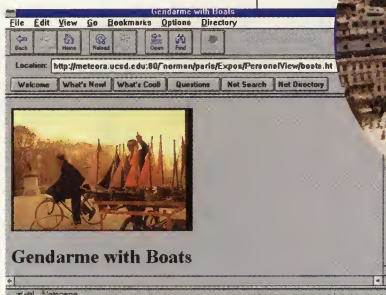 Gendarme with Boats
File Edit View Go Bookmarks Options Directory
Back Home Reload Open Find
Location: http://meteora.ucsd.edu:80/~norman/paris/Expos/PersonalView/boats.ht
Welcome What's New! What's Cool! Questions Net Search Net Directory
Gendarme with Boats
Netscape